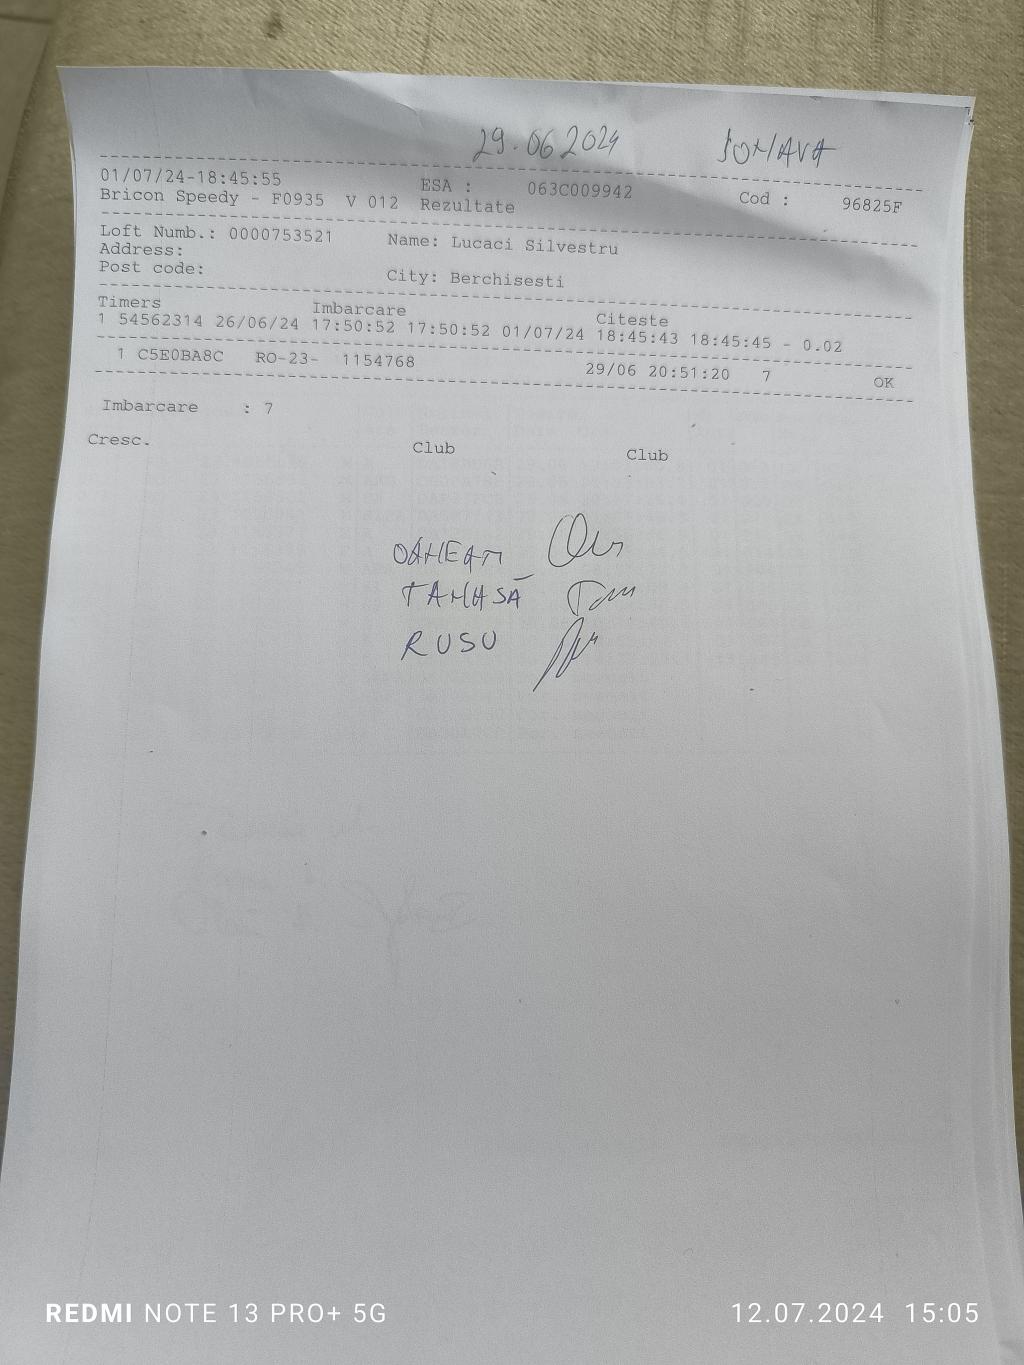 29.06 2024 JONAVA
01/07/24-18:45:55 ESA : 063C009942 Cod : 96825F
Bricon Speedy - F0935 V 012 Rezultate
Loft Numb.: 0000753521 Name: Lucaci Silvestru
Address:
Post code: City: Berchisesti
Timers Imbarcare Citeste
1 54562314 26/06/24 17:50:52 17:50:52 01/07/24 18:45:43 18:45:45 - 0.02
1 C5E0BA8C RO-23- 1154768 29/06 20:51:20 7 OK
Imbarcare : 7
Cresc. Club Club
TANASĂ
RUSU
REDMI NOTE 13 PRO+ 5G 12.07.2024 15:05